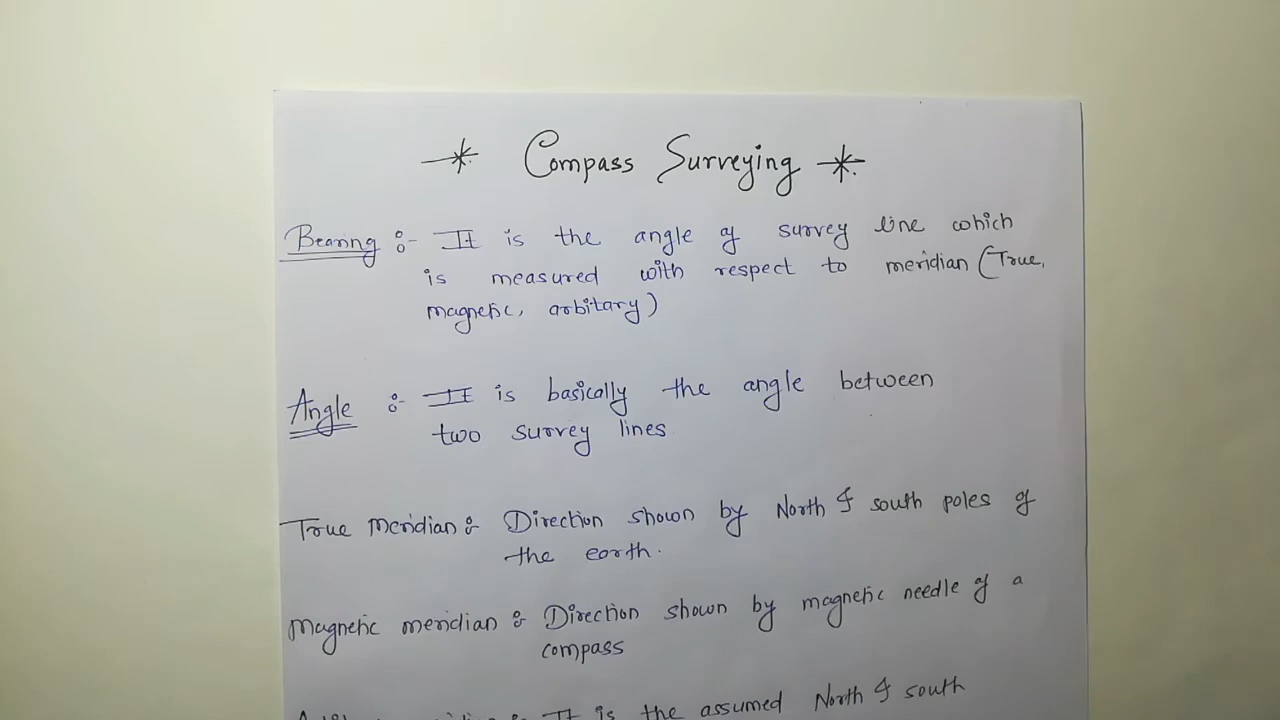 * Compass Surveying *
Bearing :- It is the angle of survey line which
is measured with respect to meridian (True,
magnetic, arbitary)
Angle :- It is basically the angle between
two survey lines
True Meridian : Direction shown by North & south poles of
the earth.
Magnetic meridian : Direction shown by magnetic needle of a
compass
: It is the assumed North & south